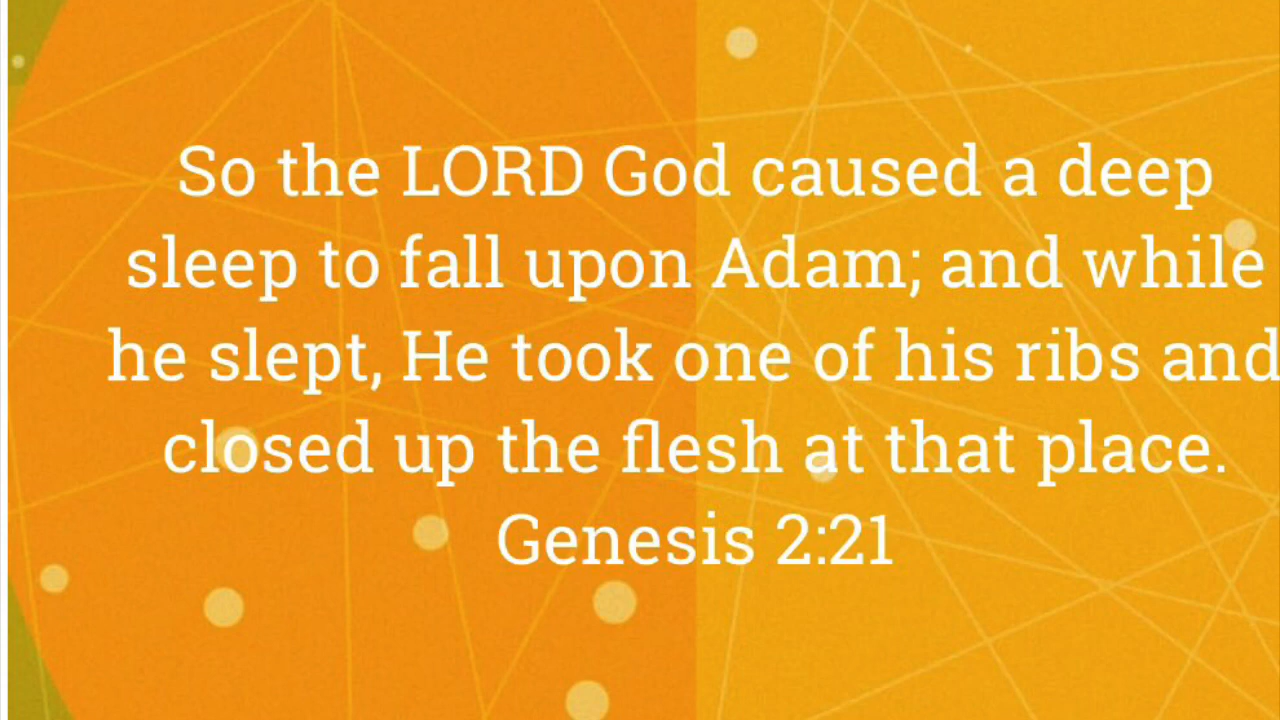 So the LORD God caused a deep
sleep to fall upon Adam; and while
he slept, He took one of his ribs and
closed up the flesh at that place.
Genesis 2:21